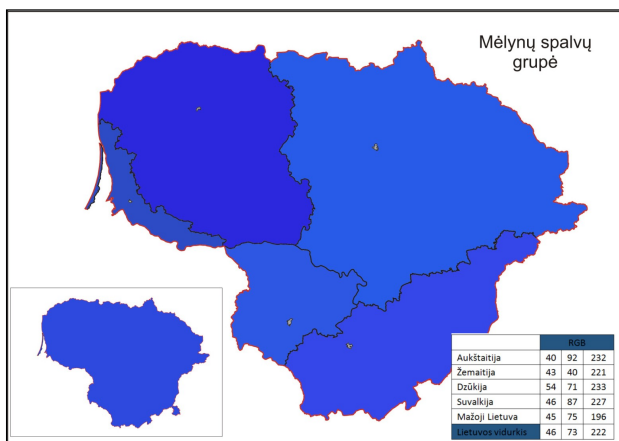 Mėlynų spalvų
grupė
RGB
Aukštaitija 40 92 232
Žemaitija 43 40 221
Dzūkija 54 71 233
Suvalkija 46 87 227
Mažoji Lietuva 45 75 196
Lietuvos vidurkis 46 73 222